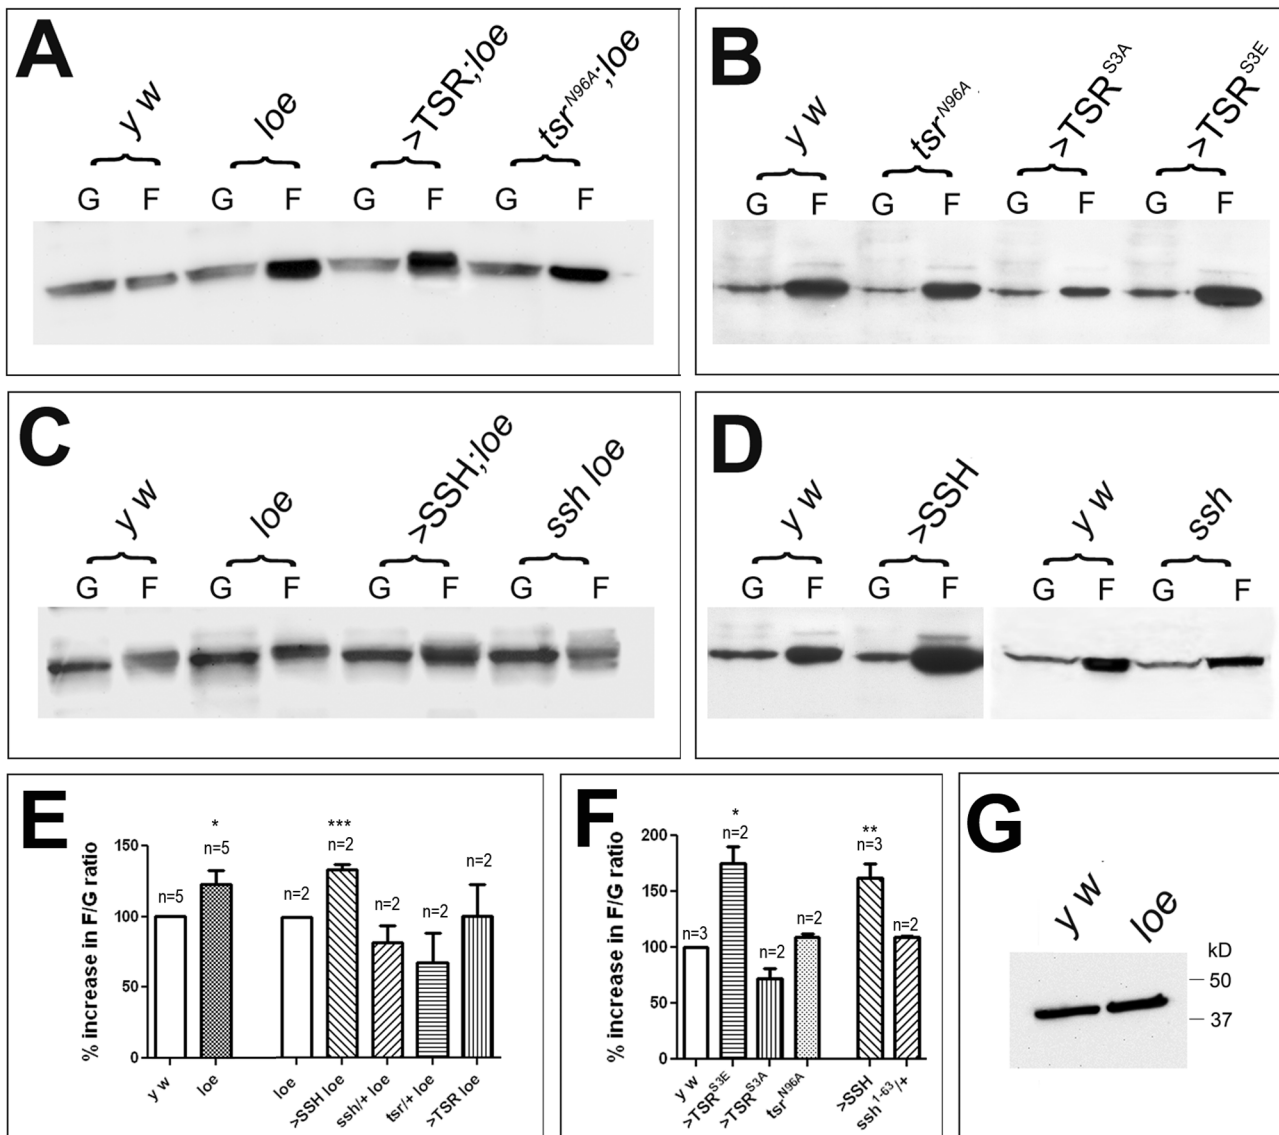 A
y w loe >TSR;loe tsr^N96A;loe
G F G F G F G F
B
y w tsr^N96A >TSR^S3A >TSR^S3E
G F G F G F G F
C
y w loe >SSH;loe ssh loe
G F G F G F G F
D
y w >SSH y w ssh
G F G F G F G F
E
% increase in F/G ratio
150
100
50
0
n=5
*
n=5
n=2
***
n=2
n=2
n=2
n=2
y w
loe
loe
>SSH loe
ssh/+ loe
tsr/+ loe
>TSR loe
F
% increase in F/G ratio
200
150
100
50
0
n=3
*
n=2
n=2
n=2
**
n=3
n=2
y w
>TSR^S3E
>TSR^S3A
tsr^N96A
>SSH
ssh^1-63/+
G
y w loe
kD
50
37